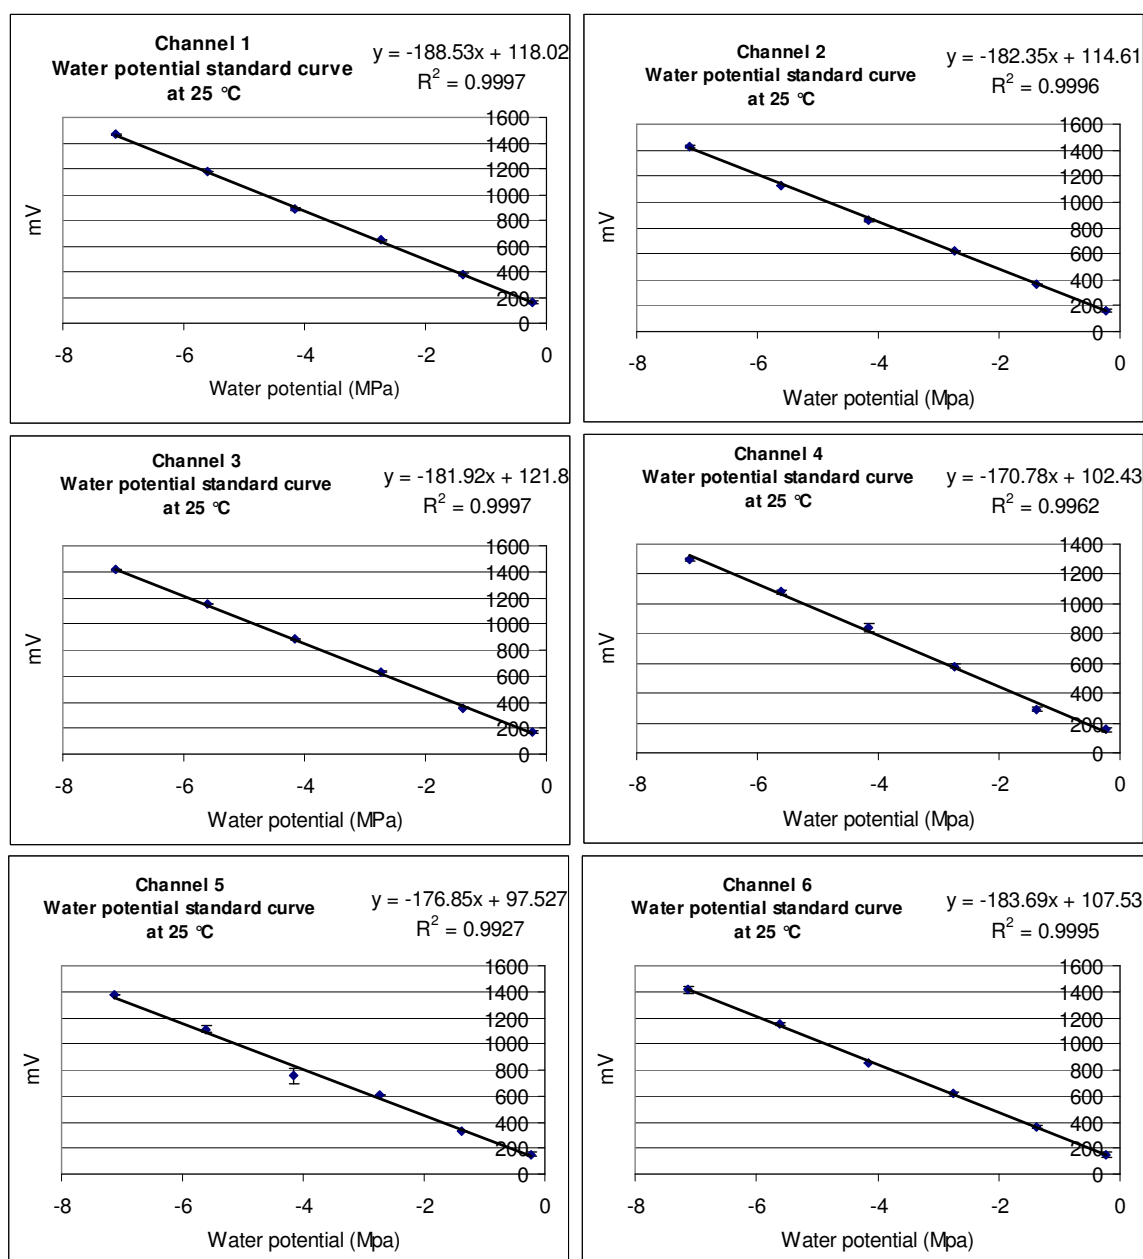 Channel 1
Water potential standard curve
at 25 °C
y = -188.53x + 118.02
R² = 0.9997
1600
1400
1200
1000
800
600
400
200
0
-8 -6 -4 -2 0
mV
Water potential (MPa)
Channel 2
Water potential standard curve
at 25 °C
y = -182.35x + 114.61
R² = 0.9996
1600
1400
1200
1000
800
600
400
200
0
-8 -6 -4 -2 0
mV
Water potential (Mpa)
Channel 3
Water potential standard curve
at 25 °C
y = -181.92x + 121.8
R² = 0.9997
1600
1400
1200
1000
800
600
400
200
0
-8 -6 -4 -2 0
mV
Water potential (MPa)
Channel 4
Water potential standard curve
at 25 °C
y = -170.78x + 102.43
R² = 0.9962
1400
1200
1000
800
600
400
200
0
-8 -6 -4 -2 0
mV
Water potential (Mpa)
Channel 5
Water potential standard curve
at 25 °C
y = -176.85x + 97.527
R² = 0.9927
1600
1400
1200
1000
800
600
400
200
0
-8 -6 -4 -2 0
mV
Water potential (Mpa)
Channel 6
Water potential standard curve
at 25 °C
y = -183.69x + 107.53
R² = 0.9995
1600
1400
1200
1000
800
600
400
200
0
-8 -6 -4 -2 0
mV
Water potential (Mpa)